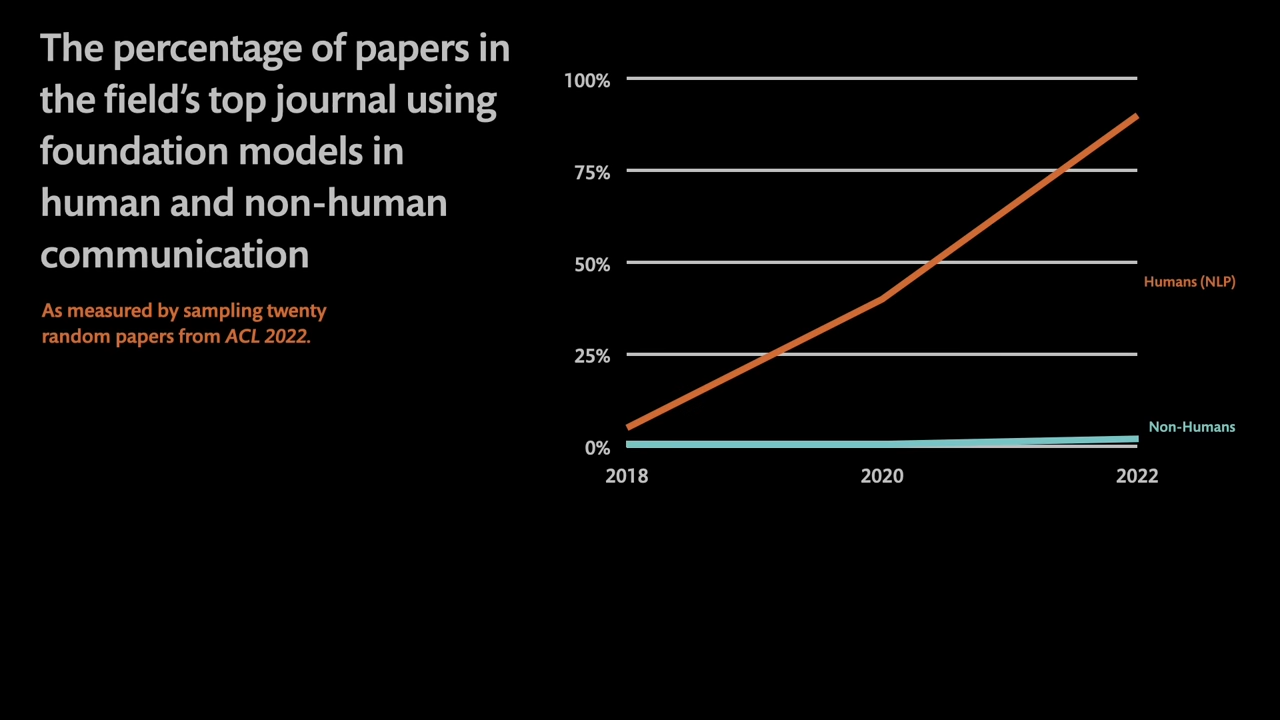 The percentage of papers in
the field's top journal using
foundation models in
human and non-human
communication
As measured by sampling twenty
random papers from ACL 2022.
100%
75%
50%
25%
0%
2018
2020
2022
Humans (NLP)
Non-Humans